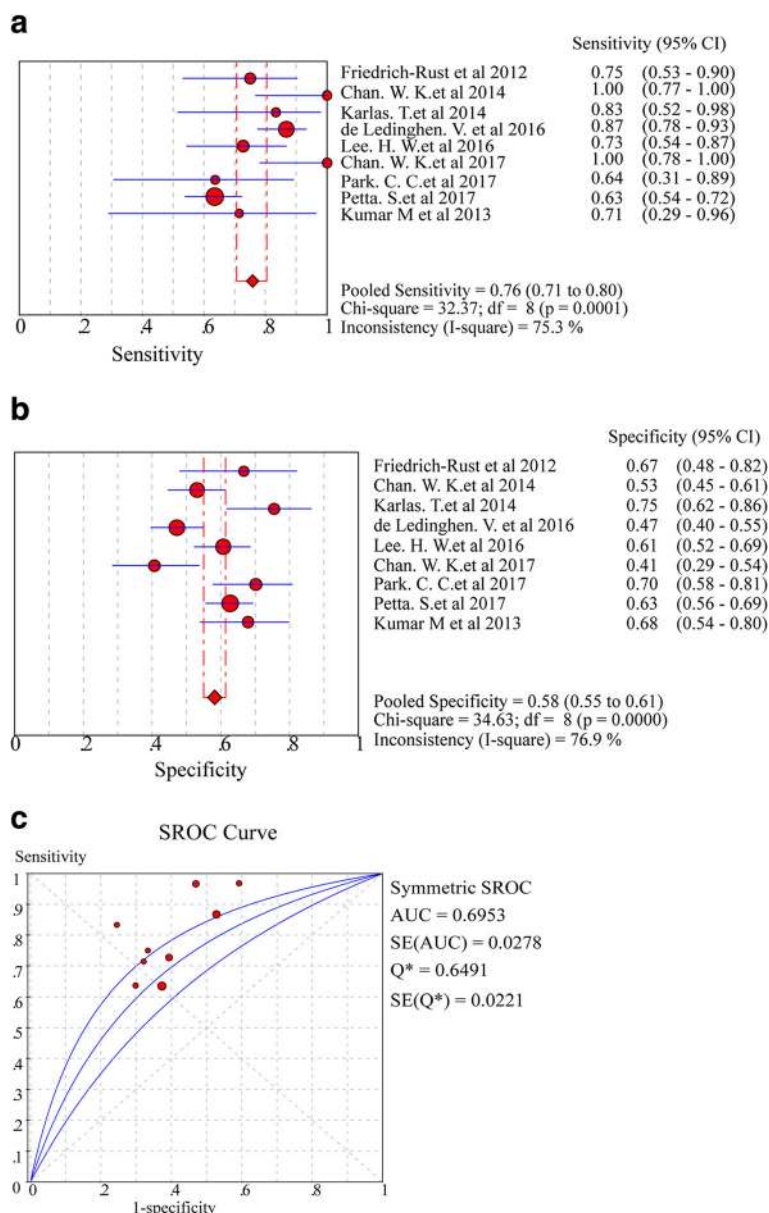 a
Sensitivity (95% CI)
Friedrich-Rust et al 2012 0.75 (0.53 - 0.90)
Chan. W. K.et al 2014 1.00 (0.77 - 1.00)
Karlas. T.et al 2014 0.83 (0.52 - 0.98)
de Ledinghen. V. et al 2016 0.87 (0.78 - 0.93)
Lee. H. W.et al 2016 0.73 (0.54 - 0.87)
Chan. W. K.et al 2017 1.00 (0.78 - 1.00)
Park. C. C.et al 2017 0.64 (0.31 - 0.89)
Petta. S.et al 2017 0.63 (0.54 - 0.72)
Kumar M et al 2013 0.71 (0.29 - 0.96)
Pooled Sensitivity = 0.76 (0.71 to 0.80)
Chi-square = 32.37; df = 8 (p = 0.0001)
Inconsistency (I-square) = 75.3 %
0 .2 .4 .6 .8 1
Sensitivity
b
Specificity (95% CI)
Friedrich-Rust et al 2012 0.67 (0.48 - 0.82)
Chan. W. K.et al 2014 0.53 (0.45 - 0.61)
Karlas. T.et al 2014 0.75 (0.62 - 0.86)
de Ledinghen. V. et al 2016 0.47 (0.40 - 0.55)
Lee. H. W.et al 2016 0.61 (0.52 - 0.69)
Chan. W. K.et al 2017 0.41 (0.29 - 0.54)
Park. C. C.et al 2017 0.70 (0.58 - 0.81)
Petta. S.et al 2017 0.63 (0.56 - 0.69)
Kumar M et al 2013 0.68 (0.54 - 0.80)
Pooled Specificity = 0.58 (0.55 to 0.61)
Chi-square = 34.63; df = 8 (p = 0.0000)
Inconsistency (I-square) = 76.9 %
0 .2 .4 .6 .8 1
Specificity
c
SROC Curve
Sensitivity
1
.9
.8
.7
.6
.5
.4
.3
.2
.1
0
0 .2 .4 .6 .8 1
1-specificity
Symmetric SROC
AUC = 0.6953
SE(AUC) = 0.0278
Q* = 0.6491
SE(Q*) = 0.0221